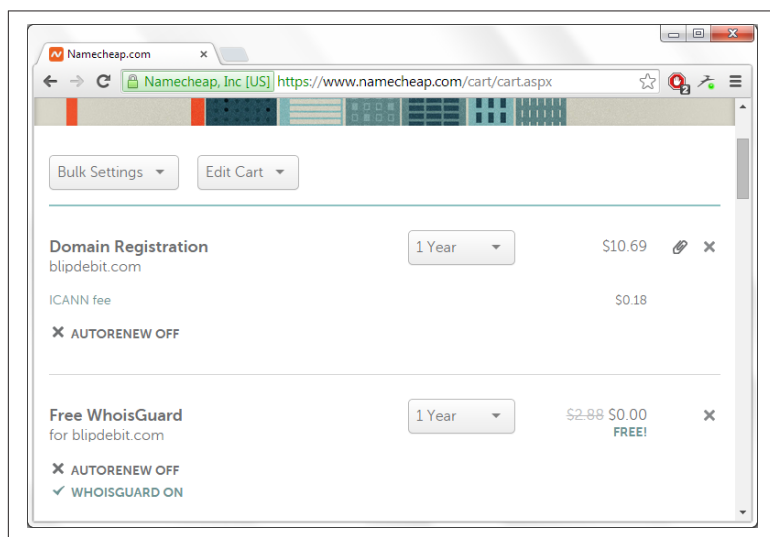 Namecheap.com
Namecheap, Inc [US] https://www.namecheap.com/cart/cart.aspx
2
Bulk Settings
Edit Cart
Domain Registration 1 Year $10.69
blipdebit.com
ICANN fee $0.18
AUTORENEW OFF
Free WhoisGuard 1 Year $2.88 $0.00
for blipdebit.com FREE!
AUTORENEW OFF
WHOISGUARD ON